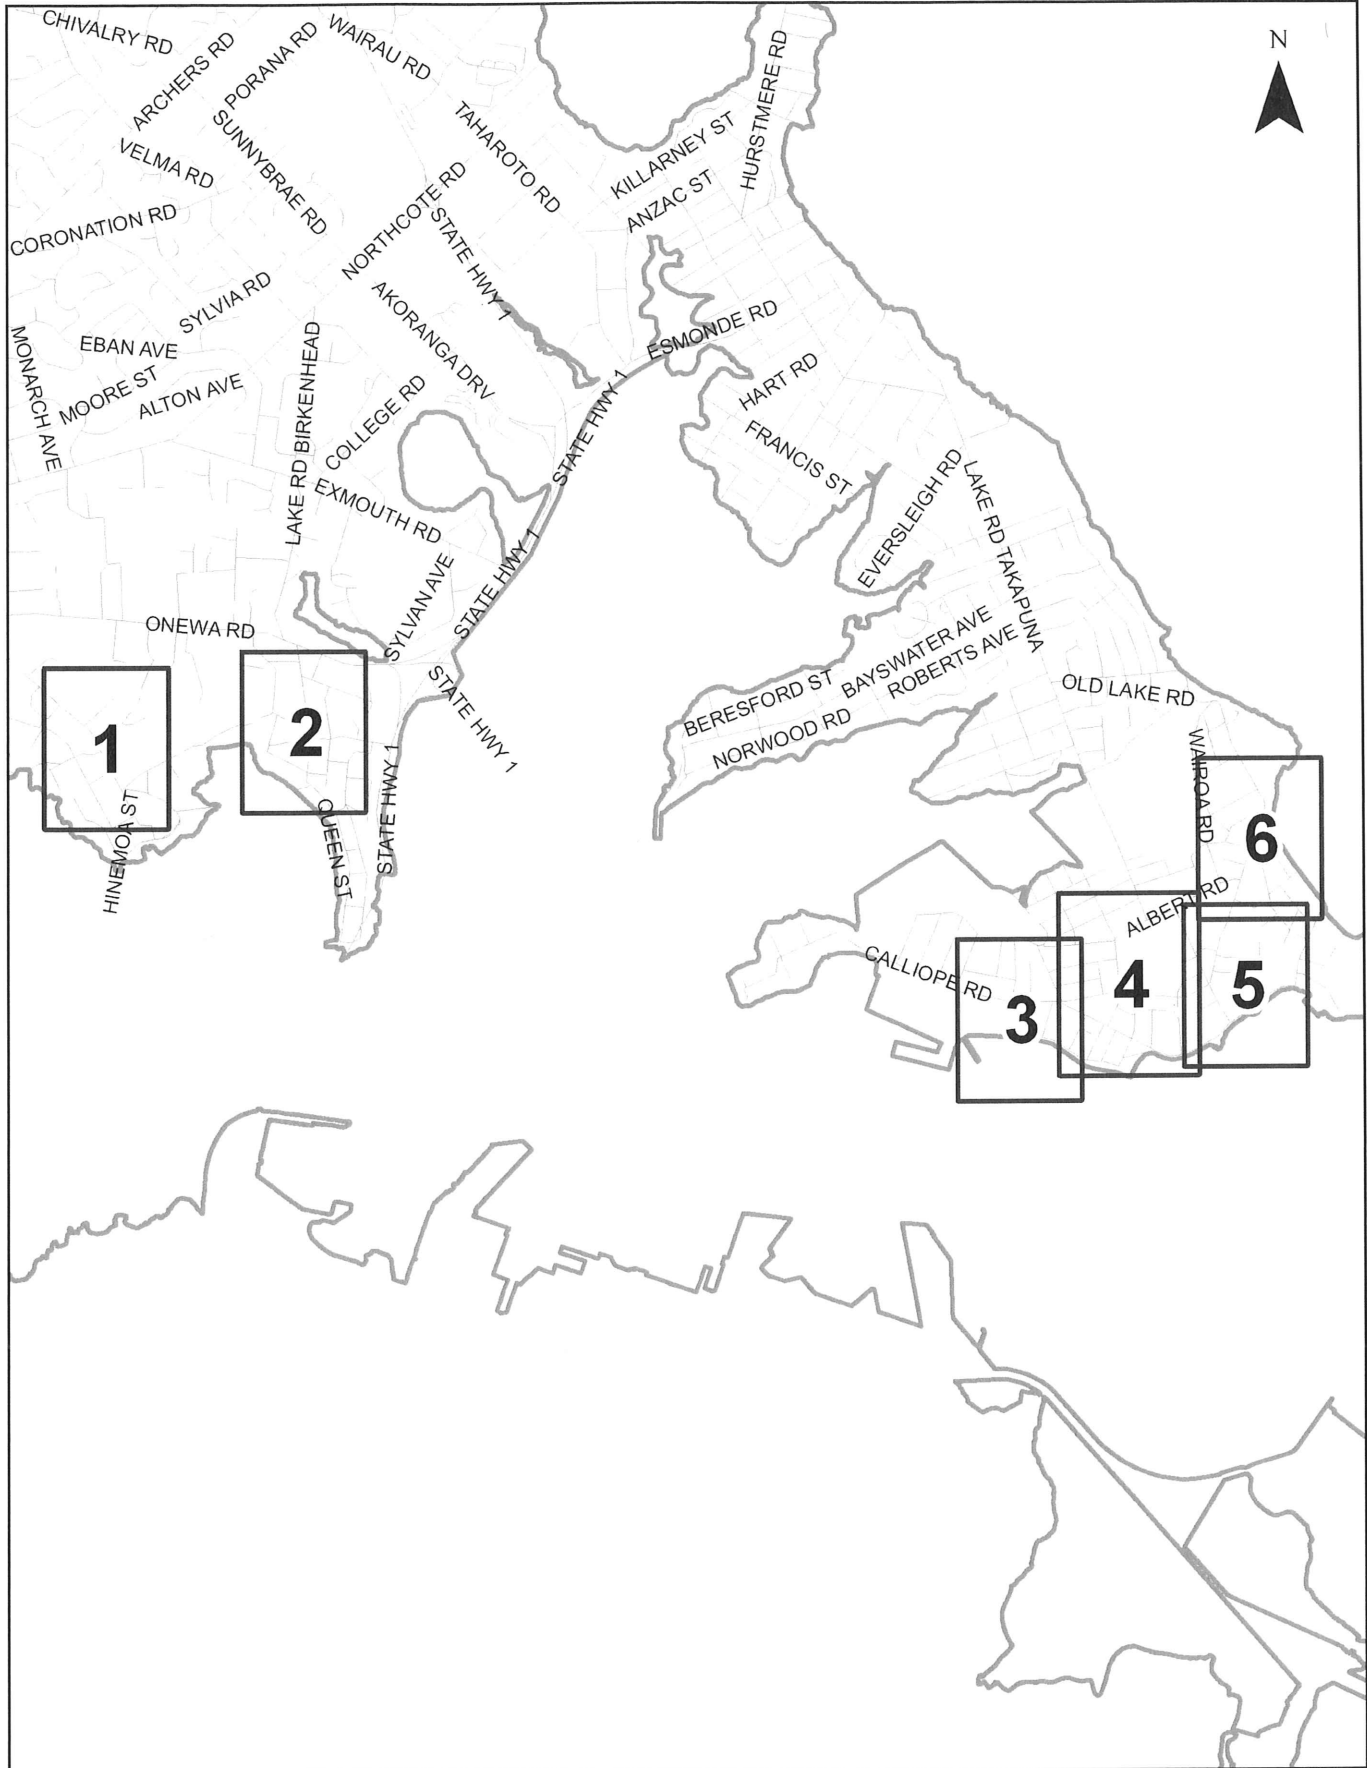 CHIVALRY RD
ARCHERS RD
PORANA RD
WAIRAU RD
N
HURSTMERE RD
SUNNYBRAE RD
TAHAROTO RD
KILLARNEY ST
VELMA RD
ANZAC ST
CORONATION RD
NORTHCOTE RD
STATE HWY 1
SYLVIA RD
AKORANGA DRV
ESMONDE RD
MONARCH AVE
EBAN AVE
MOORE ST
ALTON AVE
LAKE RD BIRKENHEAD
COLLEGE RD
STATE HWY 1
HART RD
FRANCIS ST
EXMOUTH RD
EVERSLEIGH RD
LAKE RD TAKAPUNA
STATE HWY 1
SYLVAN AVE
ONEWA RD
BAYSWATER AVE
ROBERTS AVE
BERESFORD ST
NORWOOD RD
OLD LAKE RD
STATE HWY 1
1
2
WAIROA RD
HINEMOA ST
QUEEN ST
STATE HWY 1
6
ALBERT RD
CALLIOPE RD
3
4
5